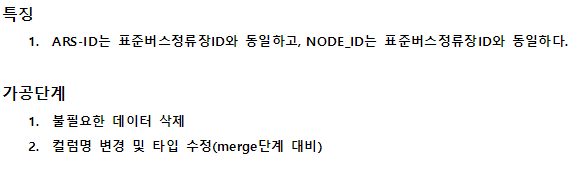 특징
1. ARS-ID는 표준버스정류장ID와 동일하고, NODE_ID는 표준버스정류장ID와 동일하다.
가공단계
1. 불필요한 데이터 삭제
2. 컬럼명 변경 및 타입 수정(merge단계 대비)